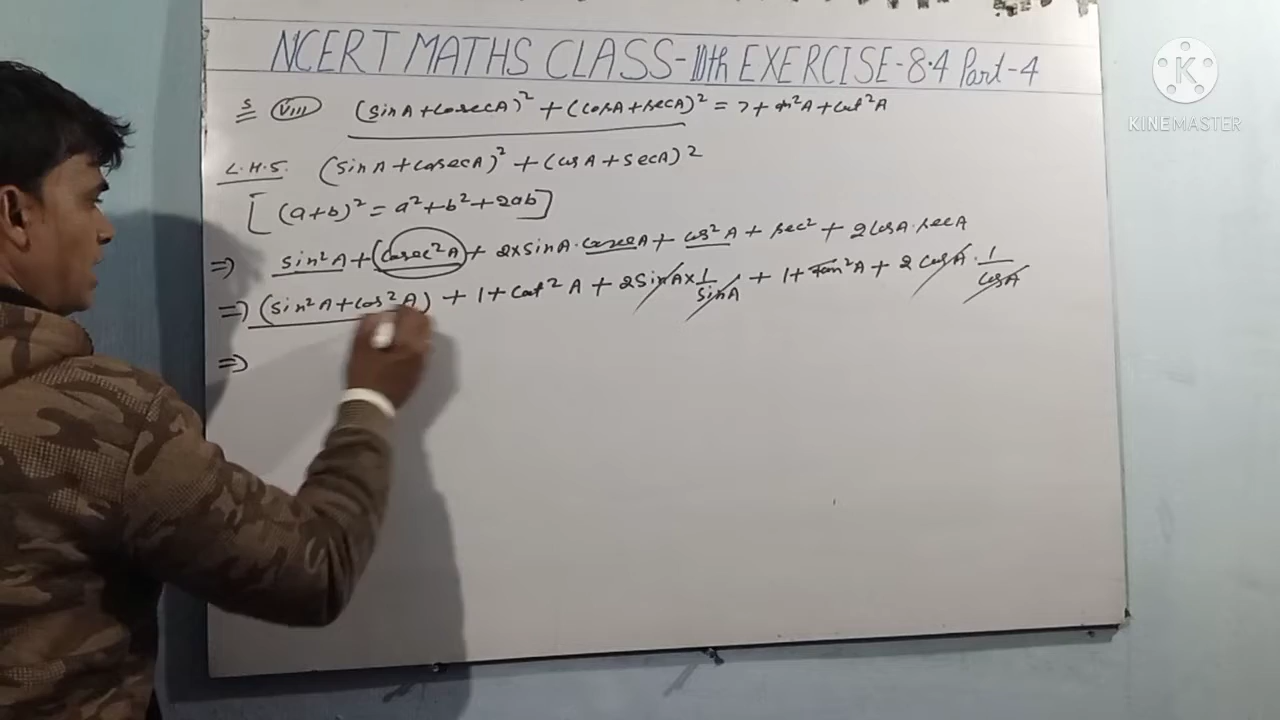 NCERT MATHS CLASS-10th EXERCISE-8.4 Part-4
KINEMASTER
5 (viii) (sinA+cosecA)² + (cosA+secA)² = 7+tan²A+cot²A
L.H.S. (sinA+cosecA)² + (cosA+secA)2
[(a+b)² = a²+b²+2ab]
⇒ sin²A + (cosec²A + 2×sinA·cosecA + cos²A + sec² + 2cosA·secA
⇒ (sin²A+cos²A) + 1+cot²A + 2sinA×1/sinA + 1+tan²A + 2cosA·1/cosA
⇒